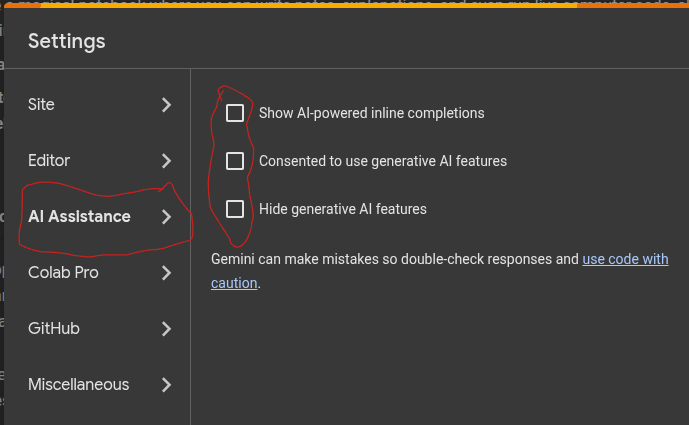 Settings
Site
Editor
AI Assistance
Colab Pro
GitHub
Miscellaneous
Show AI-powered inline completions
Consented to use generative AI features
Hide generative AI features
Gemini can make mistakes so double-check responses and use code with
caution.